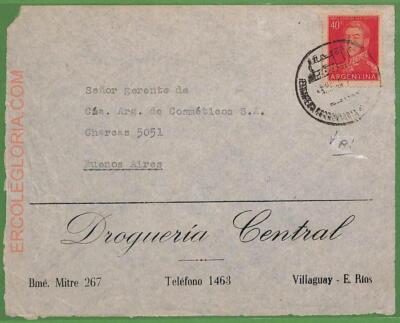 40 c
ARGENTINA
Señor gerente de
Cía. Arg. de Cosméticos S.A.
Charcas 5051
Buenos Aires
Droguería Central
Bmé. Mitre 267
Teléfono 1463
Villaguay - E. Ríos
ERCOLEGLORIA.COM